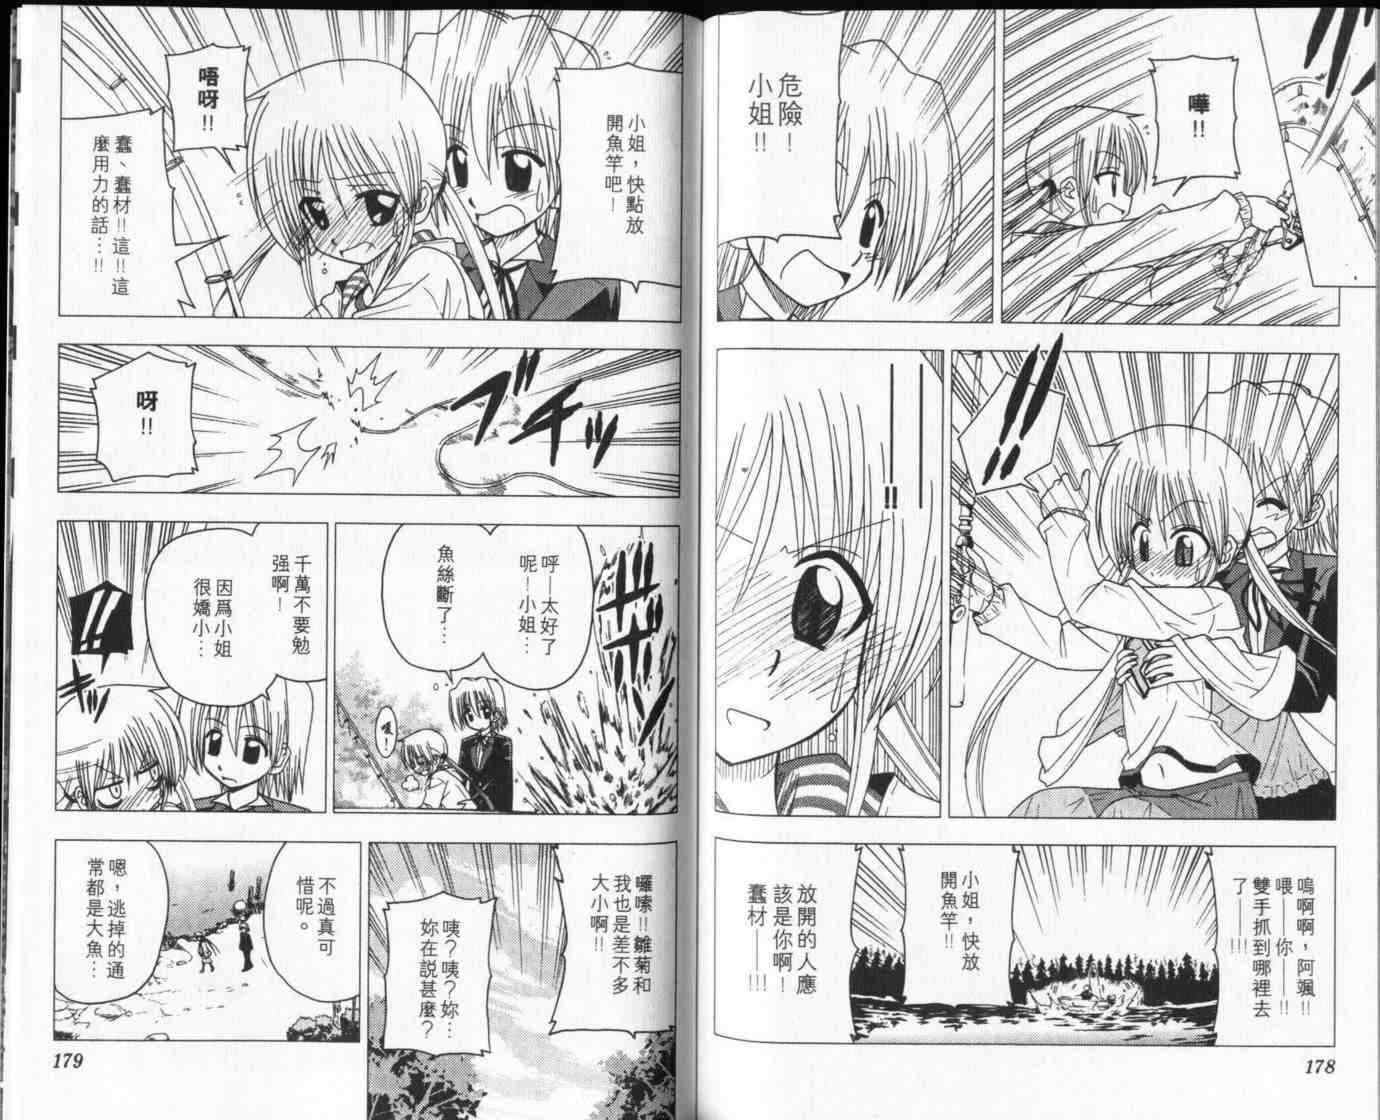 嘩!!
危險！
小姐!!
!!
!!
嗚啊啊，阿颯!!
喂——你——!!
雙手抓到哪裡去
了——!!!
小姐，快放
開魚竿!!
放開的人應
該是你啊！
蠢材——!!!
178
小姐，快點放
開魚竿吧！
唔呀!!
蠢、蠢材!!這!!這
麼用力的話…!!
ブチッ
呀!!
呼—太好了
呢—小姐…
魚絲斷了…
千萬不要勉
强啊！
因爲小姐
很嬌小…
!!
囉嗦!!雛菊和
我也是差不多
大小啊!!
咦？咦？妳…
妳在說甚麼？
不過真可
惜呢。
嗯，逃掉的通
常都是大魚…
179